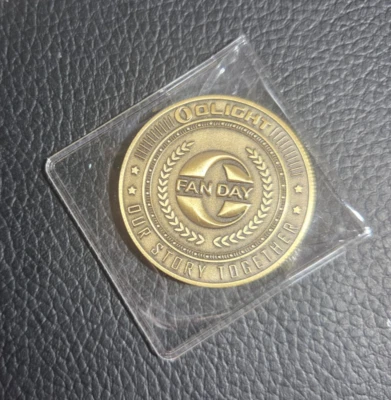 OLIGHT
FAN DAY
OUR STORY TOGETHER